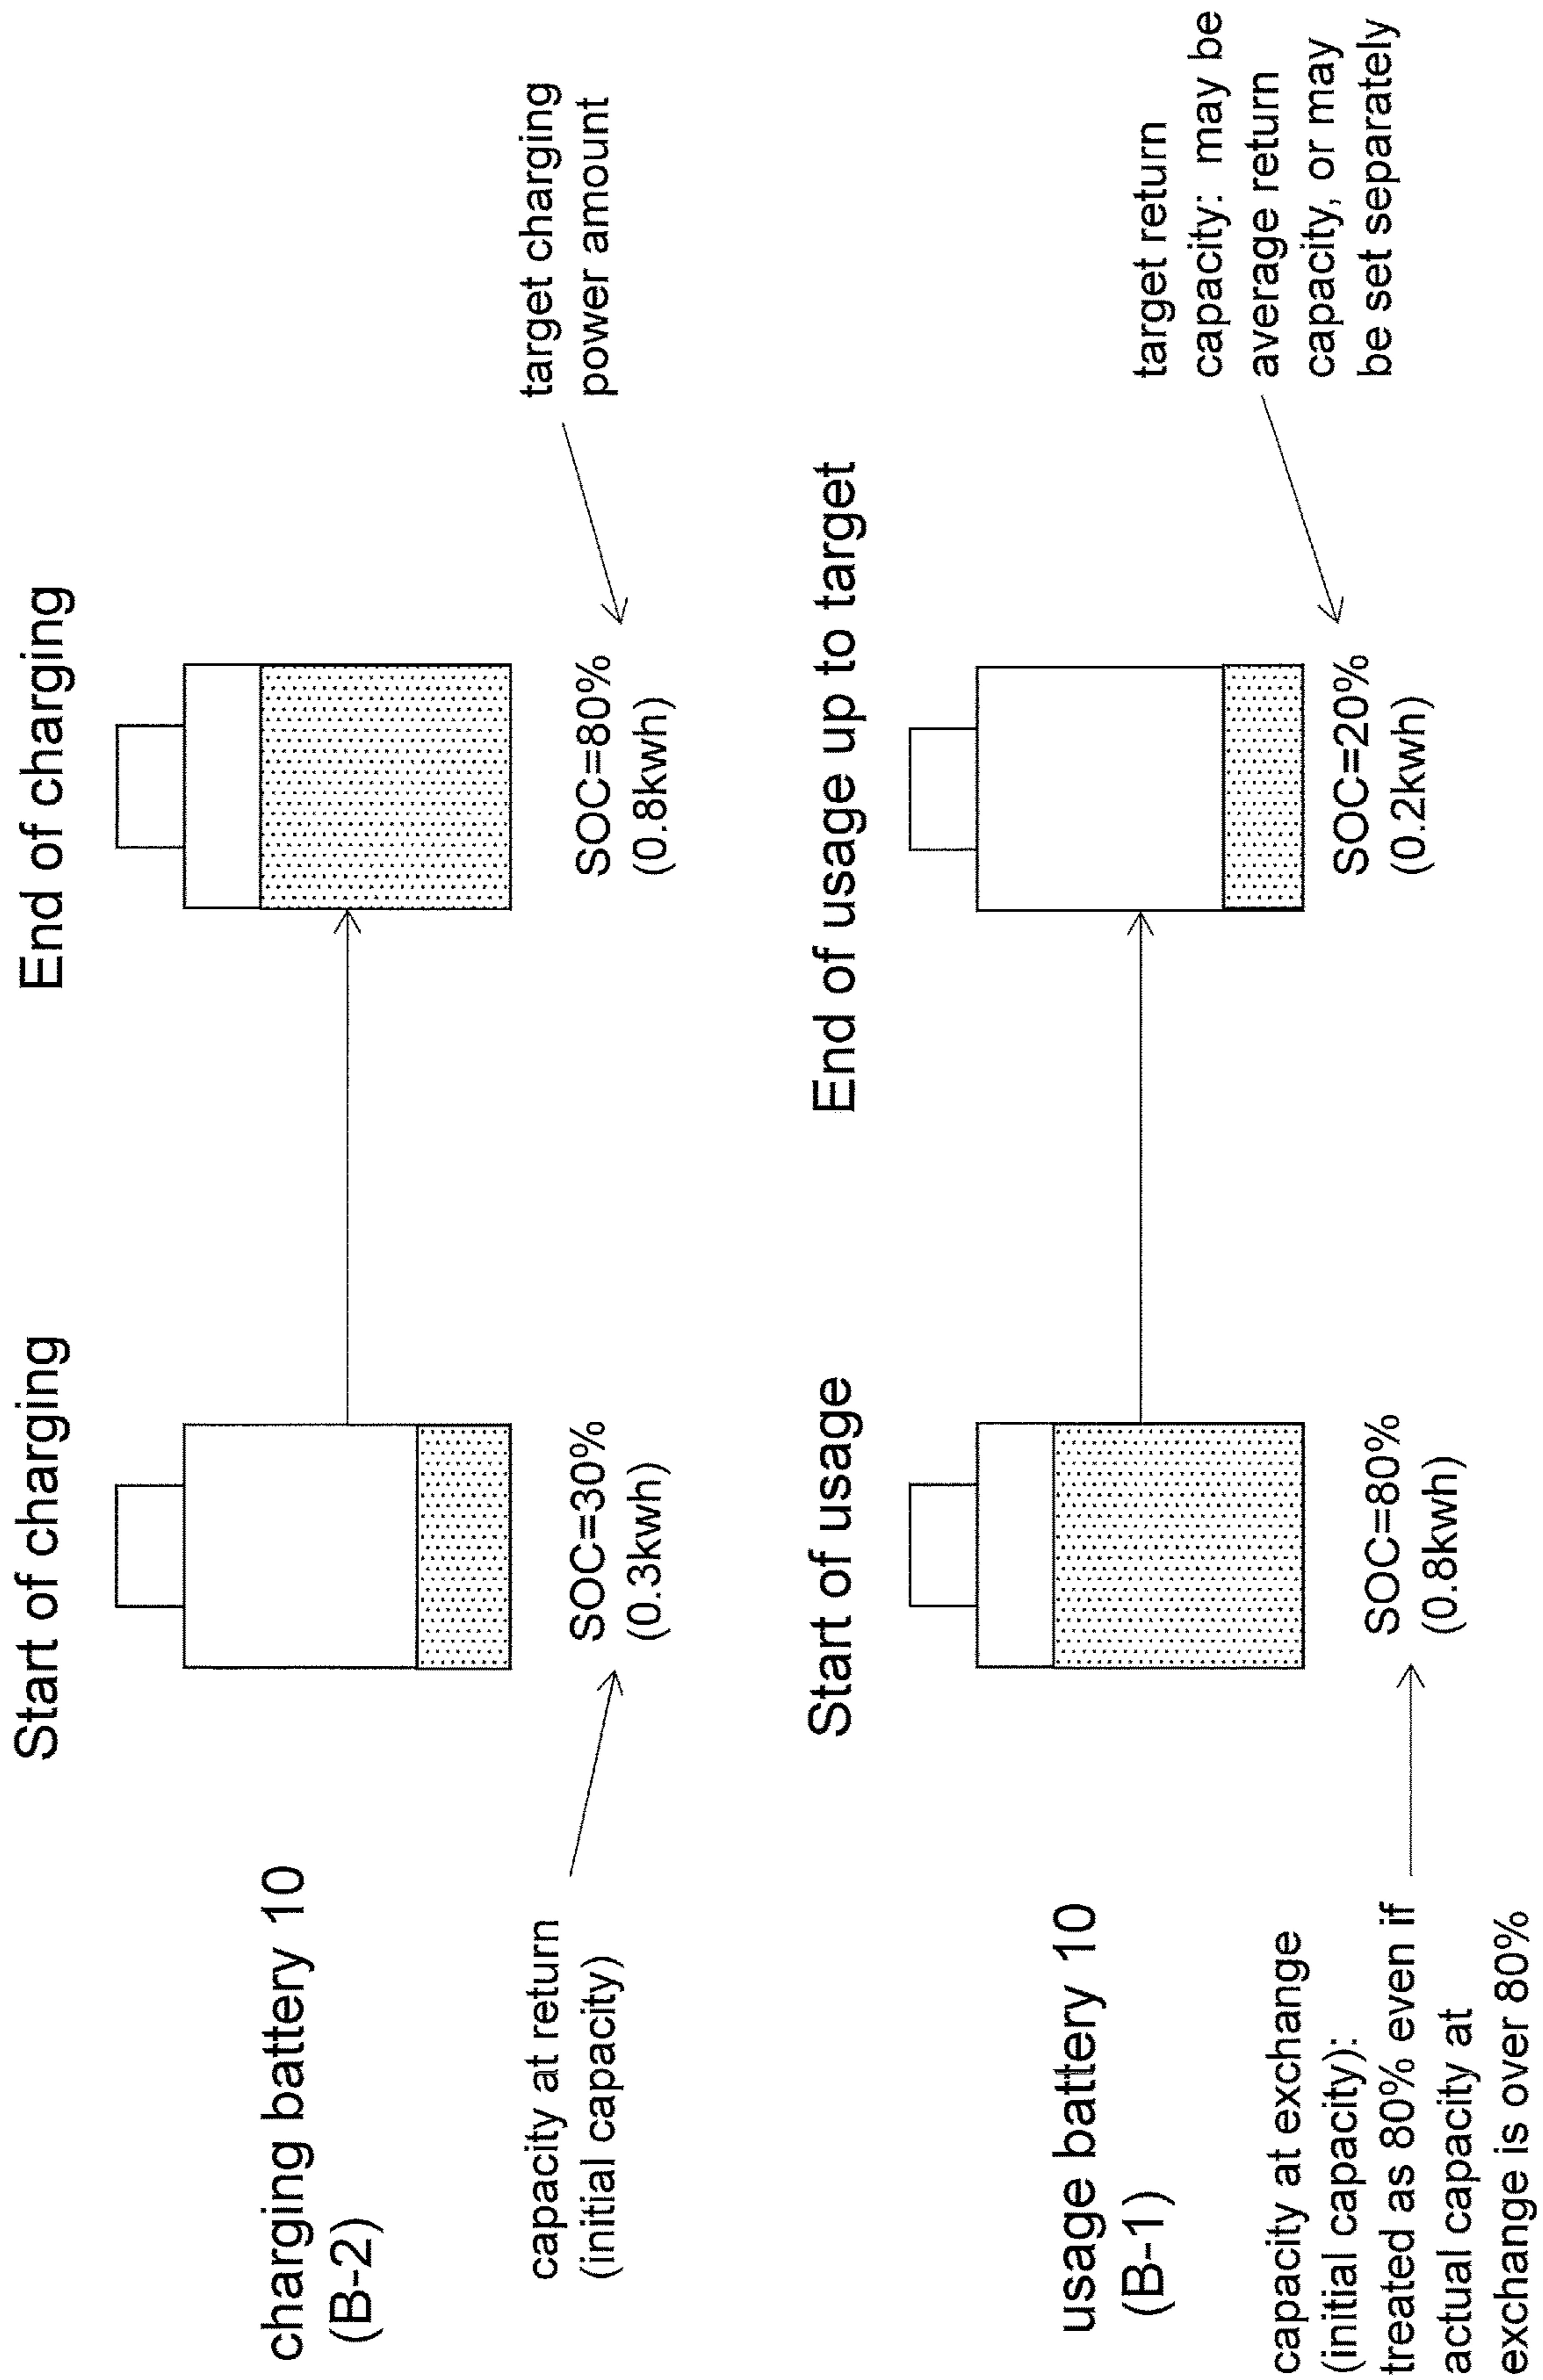 Start of charging
End of charging
charging battery 10
(B-2)
capacity at return
(initial capacity)
SOC=30%
(0.3kwh)
SOC=80%
(0.8kwh)
target charging
power amount
Start of usage
End of usage up to target
usage battery 10
(B-1)
capacity at exchange
(initial capacity):
treated as 80% even if
actual capacity at
exchange is over 80%
SOC=80%
(0.8kwh)
SOC=20%
(0.2kwh)
target return
capacity: may be
average return
capacity, or may
be set separately